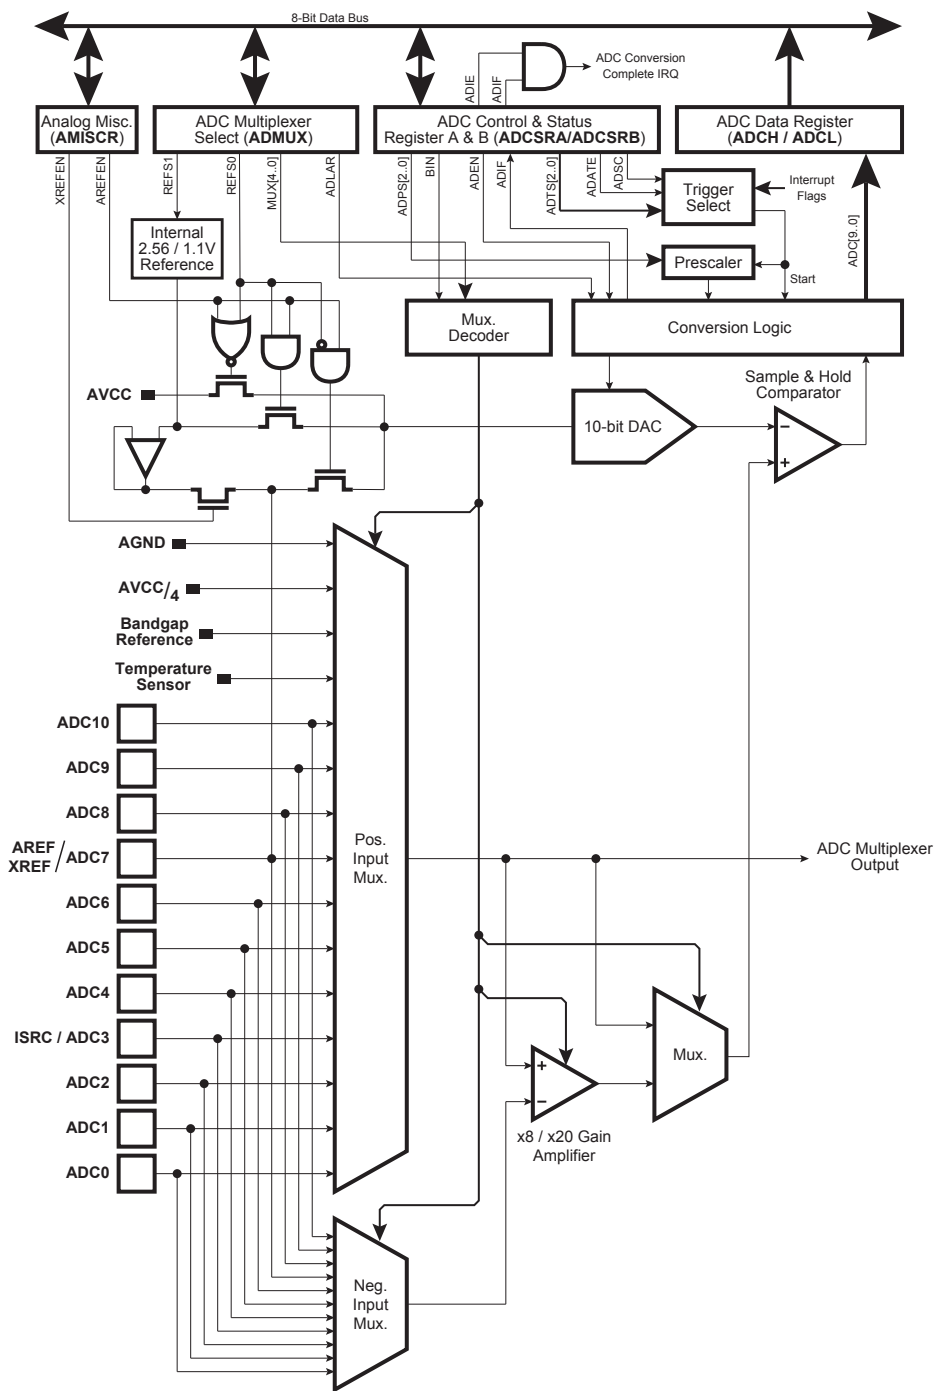 8-Bit Data Bus
ADIE
ADIF
ADC Conversion
Complete IRQ
Analog Misc.
(AMISCR)
ADC Multiplexer
Select (ADMUX)
ADC Control & Status
Register A & B (ADCSRA/ADCSRB)
ADC Data Register
(ADCH / ADCL)
XREFEN
AREFEN
REFS1
REFS0
MUX[4..0]
ADLAR
ADPS[2..0]
BIN
ADEN
ADIF
ADTS[2..0]
ADATE
ADSC
Trigger
Select
Interrupt
Flags
ADC[9..0]
Internal
2.56 / 1.1V
Reference
Prescaler
Start
Mux.
Decoder
Conversion Logic
Sample & Hold
Comparator
AVCC
10-bit DAC
−
+
AGND
AVCC/4
Bandgap
Reference
Temperature
Sensor
ADC10
ADC9
ADC8
AREF
XREF / ADC7
ADC6
ADC5
ADC4
ISRC / ADC3
ADC2
ADC1
ADC0
Pos.
Input
Mux.
ADC Multiplexer
Output
Mux.
+
−
x8 / x20 Gain
Amplifier
Neg.
Input
Mux.